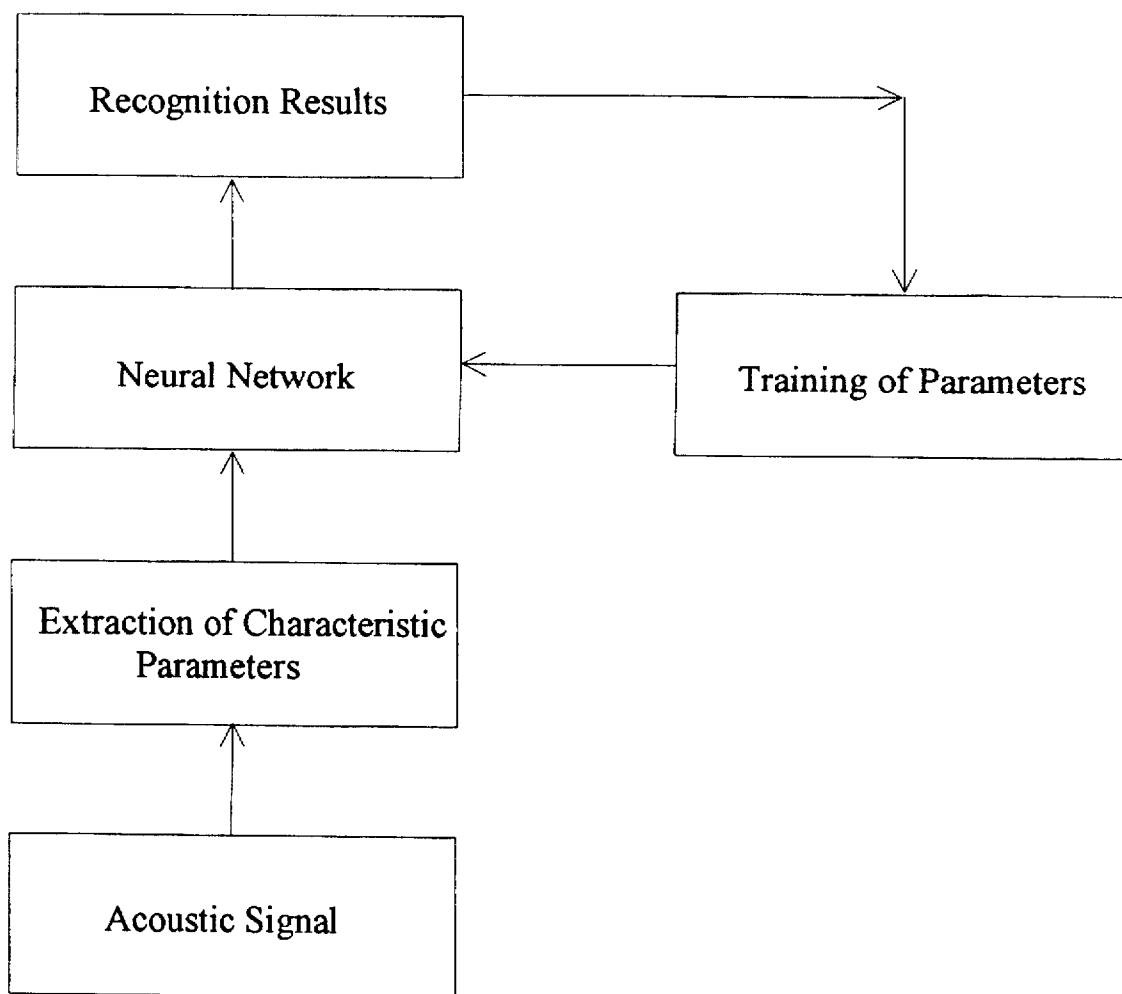 Recognition Results
Neural Network
Training of Parameters
Extraction of Characteristic
Parameters
Acoustic Signal